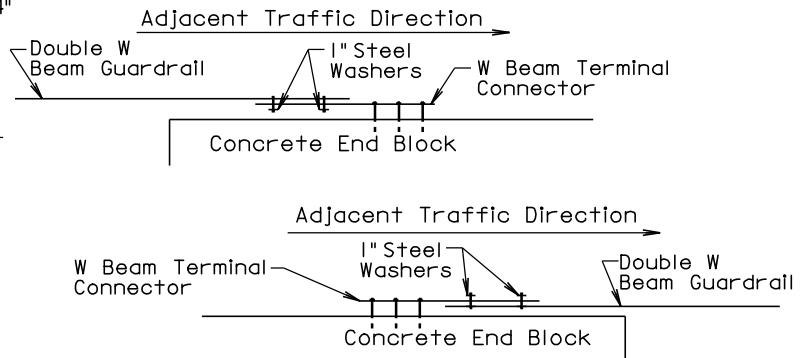 4"
Adjacent Traffic Direction
Double W
Beam Guardrail
1" Steel
Washers
W Beam Terminal
Connector
Concrete End Block
Adjacent Traffic Direction
W Beam Terminal
Connector
1" Steel
Washers
Double W
Beam Guardrail
Concrete End Block